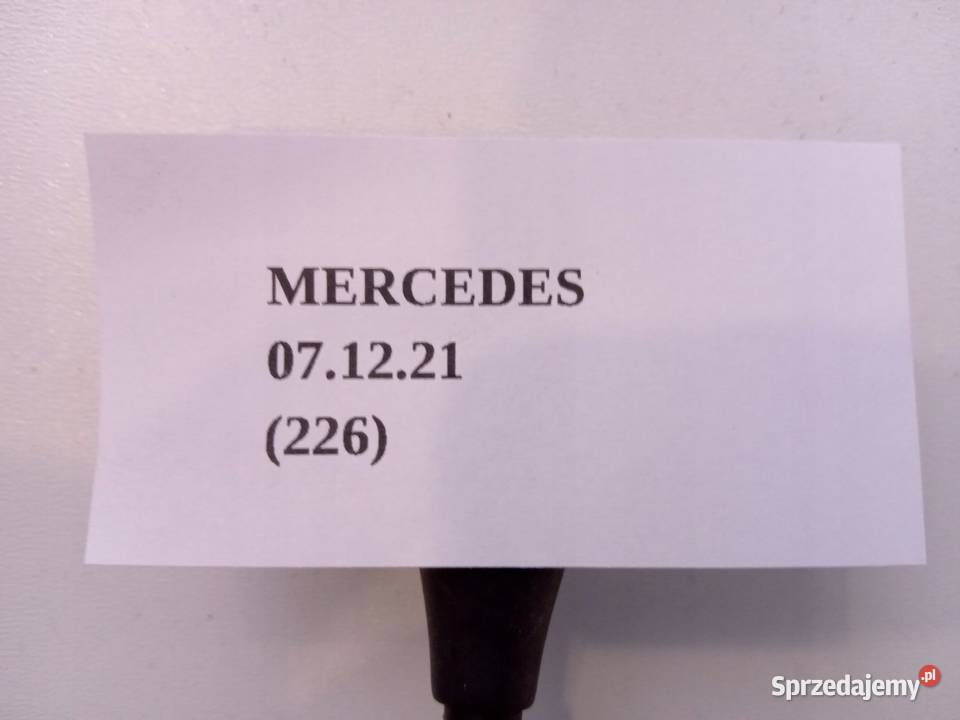 MERCEDES
07.12.21
(226)
Sprzedajemy.pl